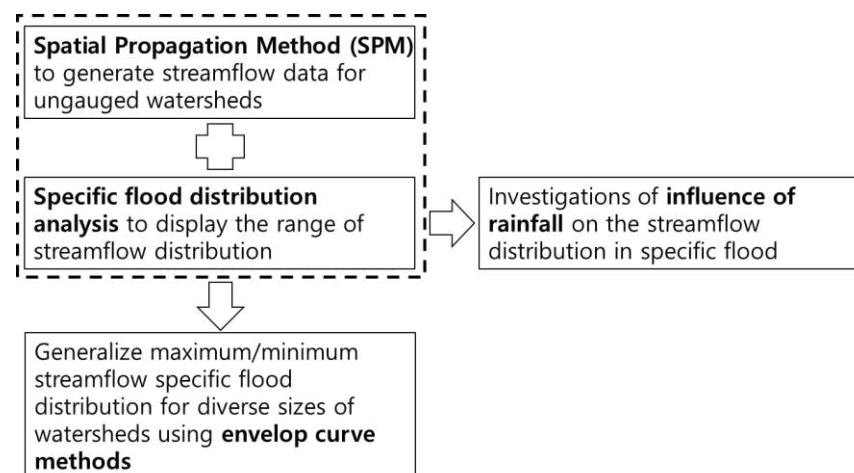 Spatial Propagation Method (SPM)
to generate streamflow data for
ungauged watersheds
Specific flood distribution
analysis to display the range of
streamflow distribution
Investigations of influence of
rainfall on the streamflow
distribution in specific flood
Generalize maximum/minimum
streamflow specific flood
distribution for diverse sizes of
watersheds using envelop curve
methods